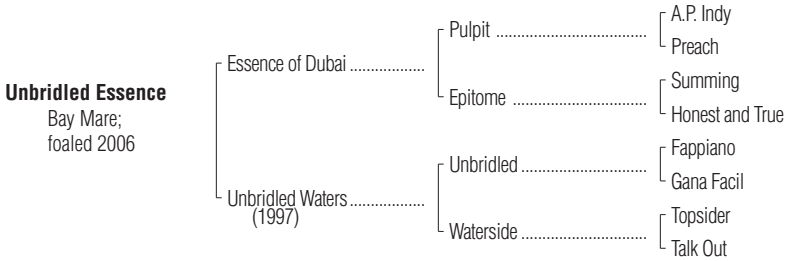 A.P. Indy
Pulpit ....................................
Preach
Essence of Dubai ..................
Summing
Epitome ................................
Honest and True
Unbridled Essence
Bay Mare;
foaled 2006
Fappiano
Unbridled ..............................
Gana Facil
Unbridled Waters ..................
(1997)
Topsider
Waterside ..............................
Talk Out